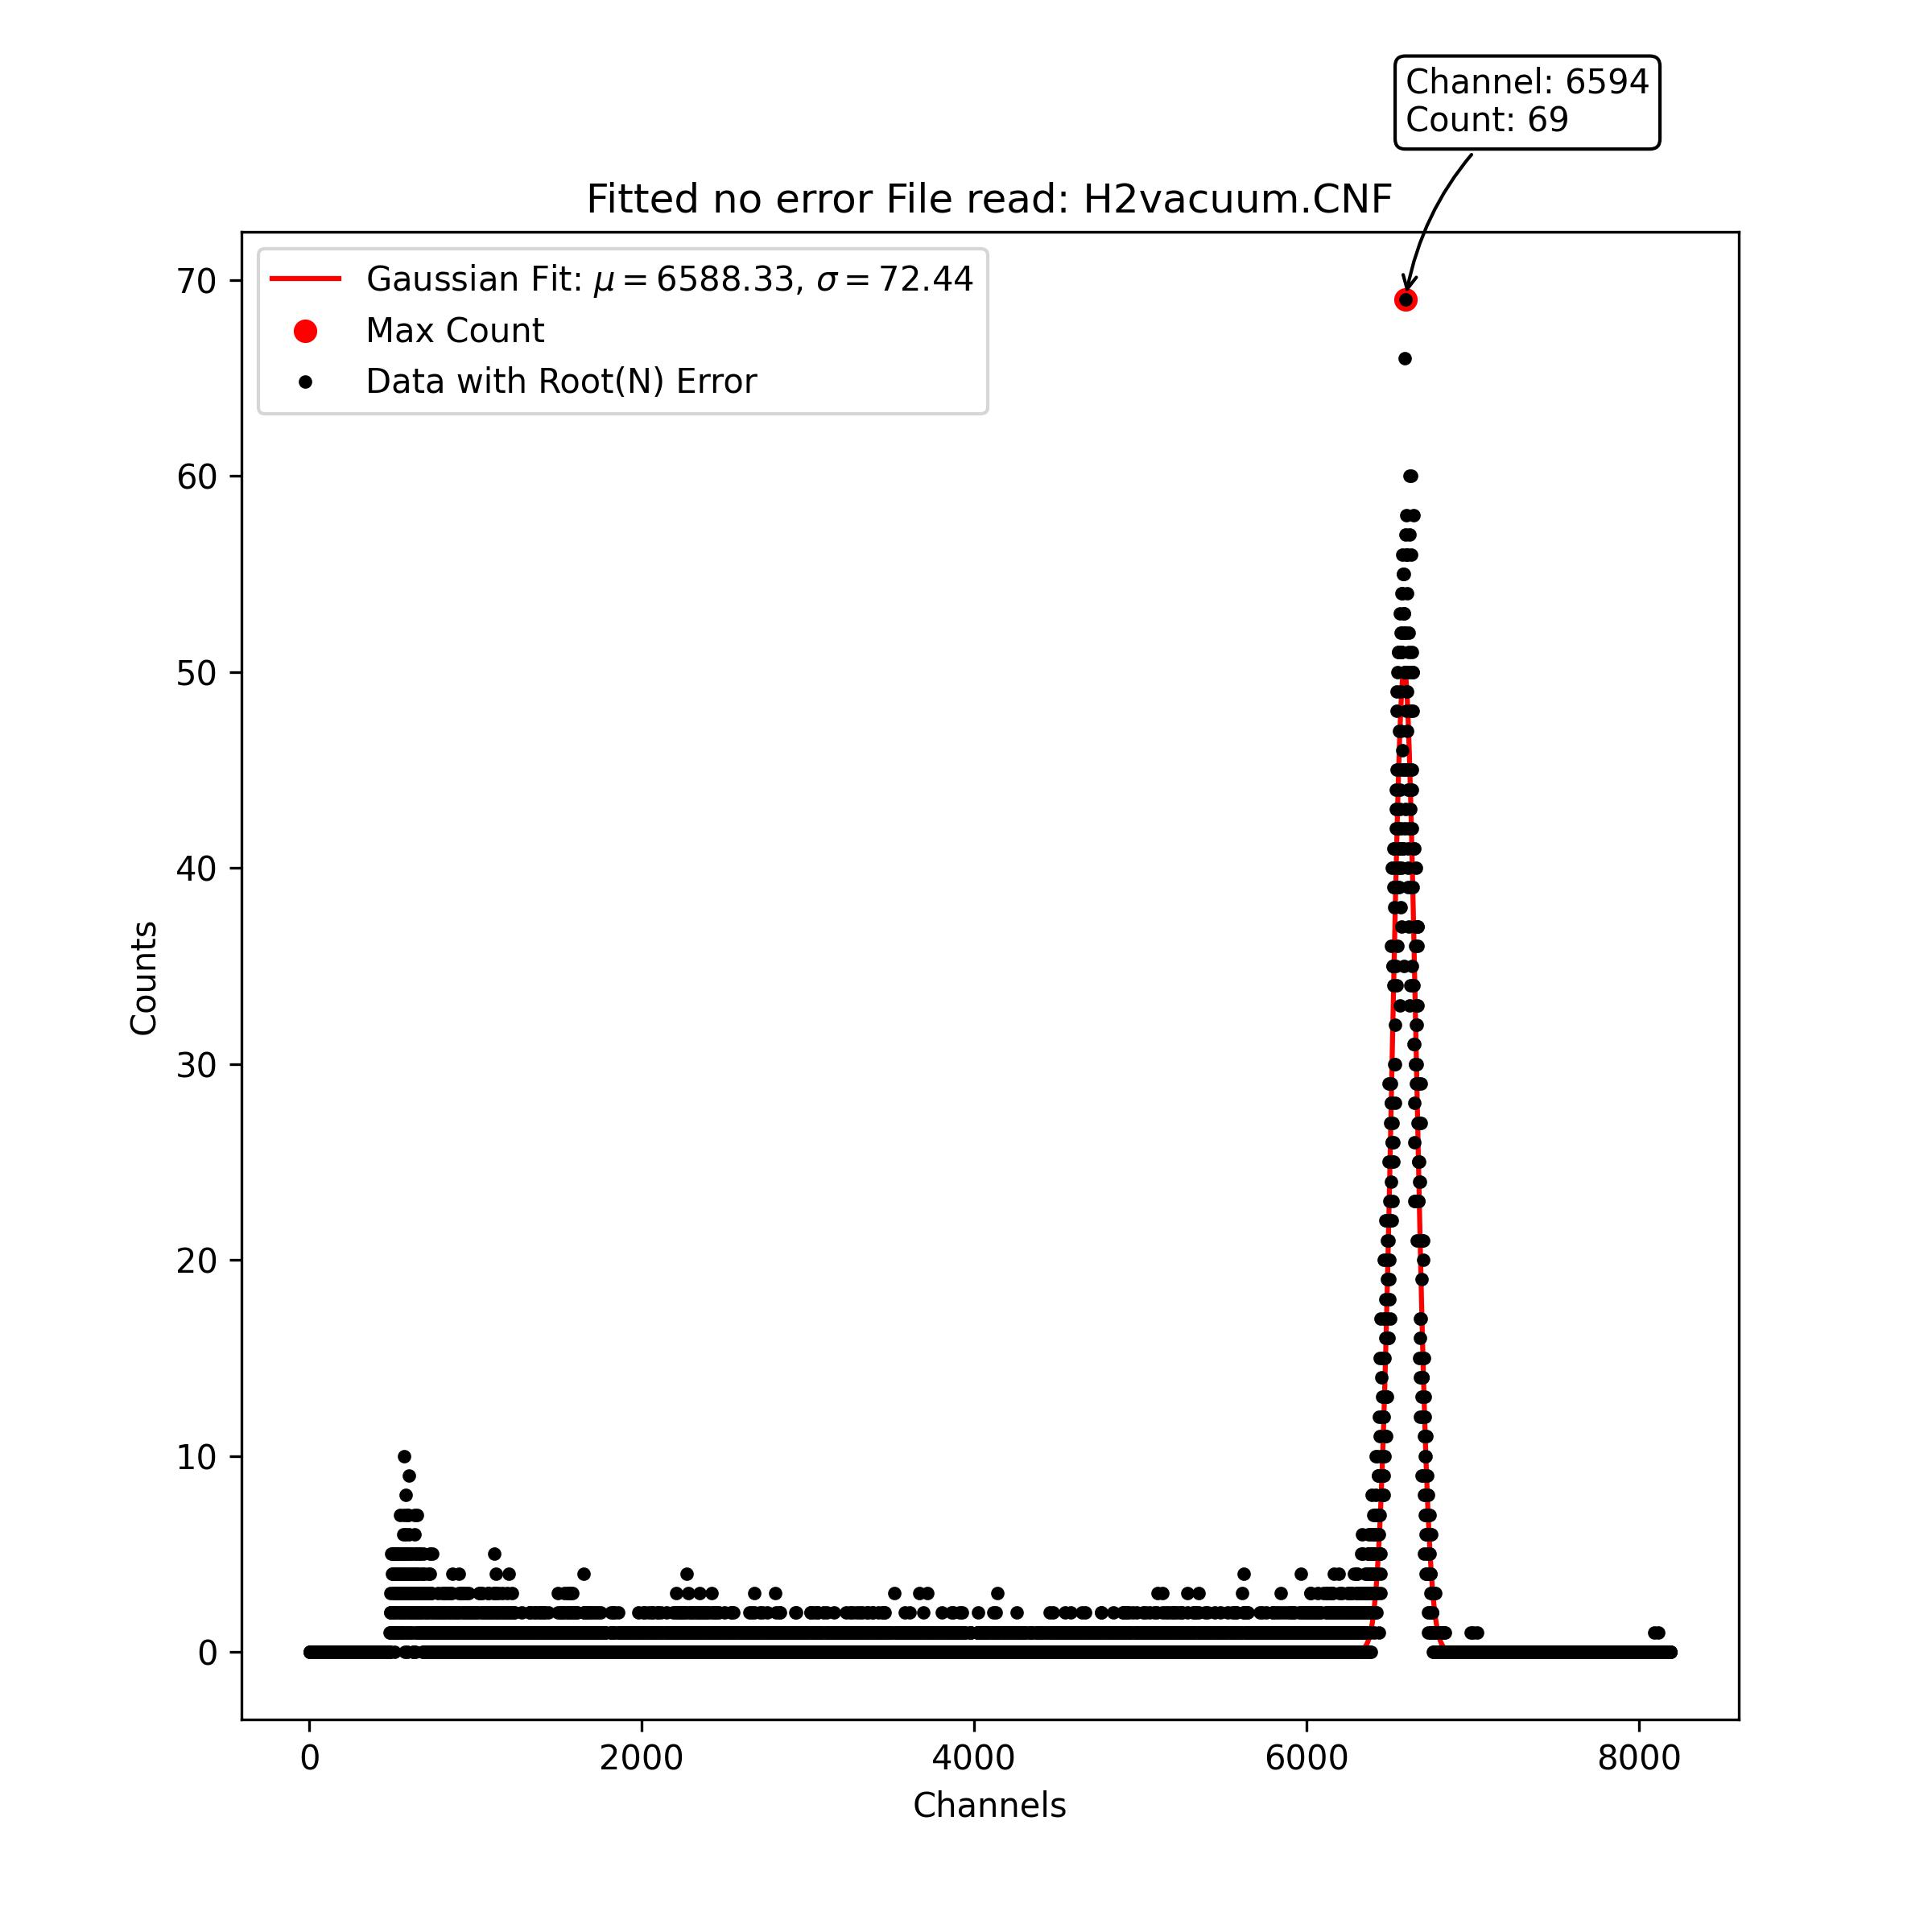 Channel: 6594
Count: 69
Fitted no error File read: H2vacuum.CNF
Gaussian Fit: μ = 6588.33, σ = 72.44
Max Count
Data with Root(N) Error
70
60
50
40
30
20
10
0
Counts
0 2000 4000 6000 8000
Channels